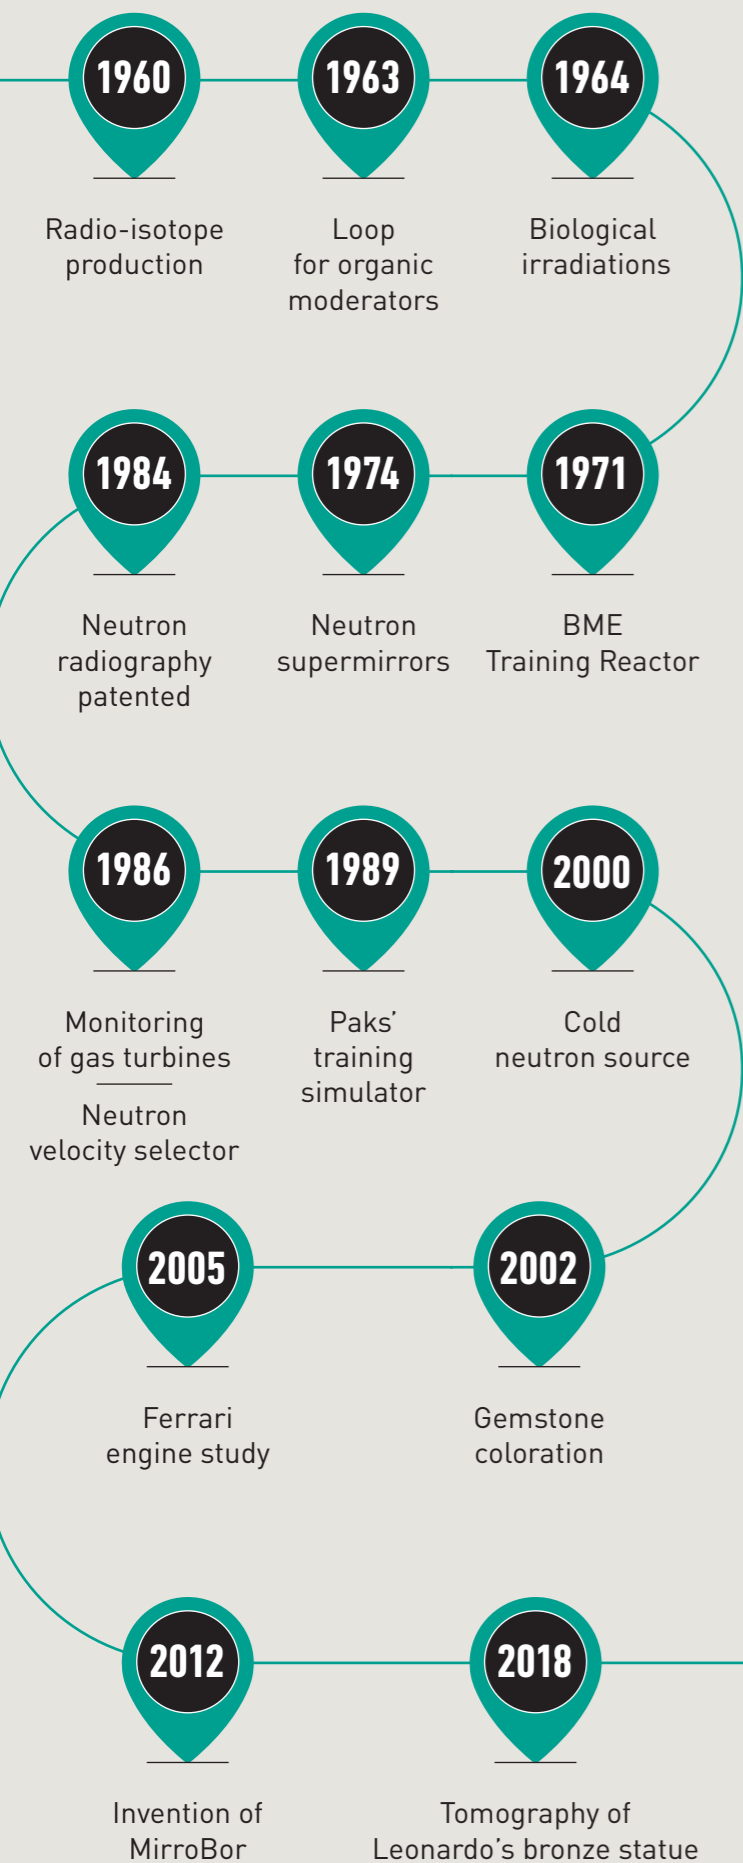 1960
Radio-isotope
production
1963
Loop
for organic
moderators
1964
Biological
irradiations
1971
BME
Training Reactor
1974
Neutron
supermirrors
1984
Neutron
radiography
patented
1986
Monitoring
of gas turbines
Neutron
velocity selector
1989
Paks’
training
simulator
2000
Cold
neutron source
2002
Gemstone
coloration
2005
Ferrari
engine study
2012
Invention of
MirroBor
2018
Tomography of
Leonardo’s bronze statue